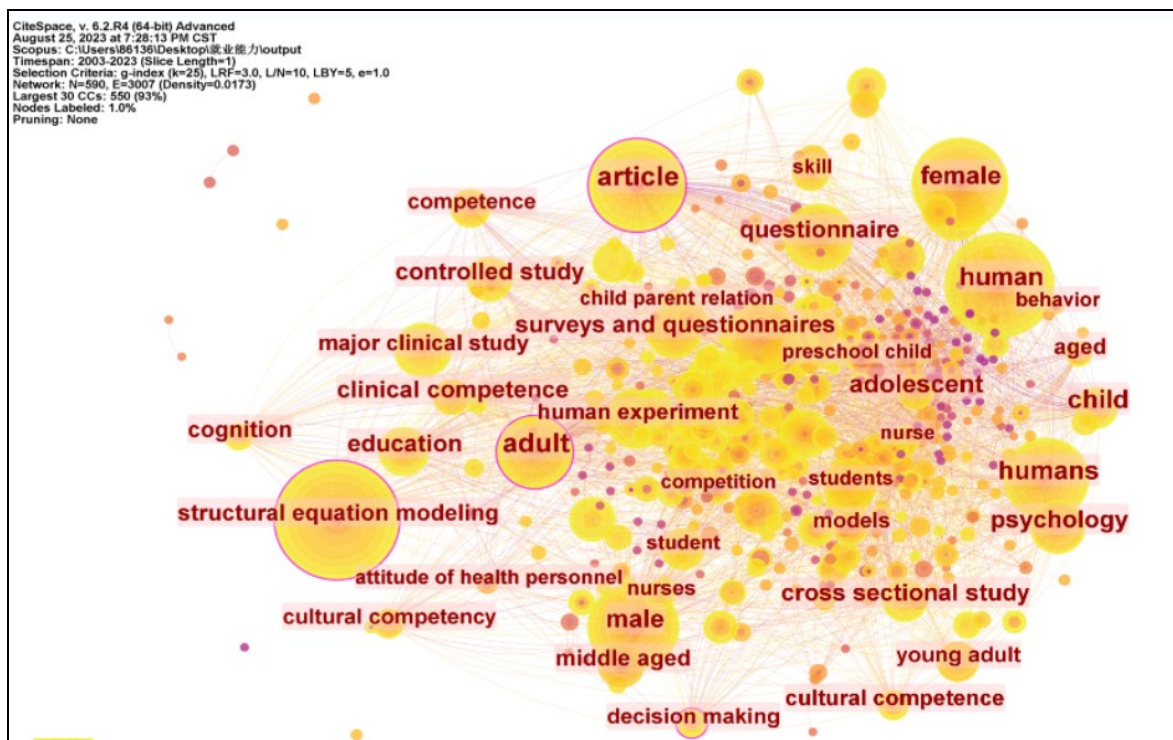 CiteSpace, v. 6.2.R4 (64-bit) Advanced
August 25, 2023 at 7:28:13 PM CST
Scopus: C:\Users\86136\Desktop\就业能力\output
Timespan: 2003-2023 (Slice Length=1)
Selection Criteria: g-index (k=25), LRF=3.0, L/N=10, LBY=5, e=1.0
Network: N=590, E=3007 (Density=0.0173)
Largest 30 CCs: 550 (93%)
Nodes Labeled: 1.0%
Pruning: None
skill
article
female
competence
questionnaire
controlled study
human
child parent relation
behavior
surveys and questionnaires
major clinical study
preschool child
aged
adolescent
clinical competence
child
human experiment
cognition
education
adult
nurse
humans
competition
students
structural equation modeling
models
psychology
student
attitude of health personnel
nurses
cross sectional study
cultural competency
male
middle aged
young adult
cultural competence
decision making